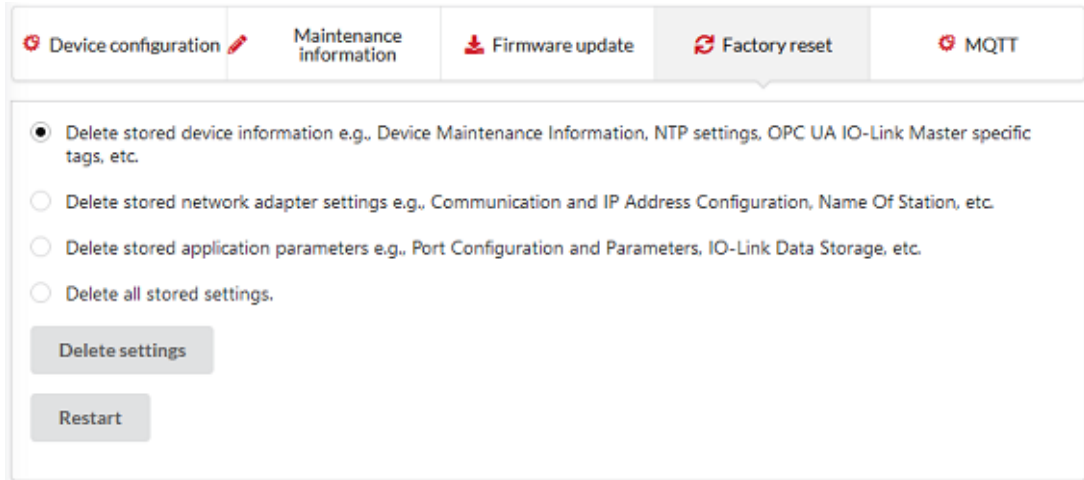 Device configuration
Maintenance
information
Firmware update
Factory reset
MQTT
Delete stored device information e.g., Device Maintenance Information, NTP settings, OPC UA IO-Link Master specific
tags, etc.
Delete stored network adapter settings e.g., Communication and IP Address Configuration, Name Of Station, etc.
Delete stored application parameters e.g., Port Configuration and Parameters, IO-Link Data Storage, etc.
Delete all stored settings.
Delete settings
Restart